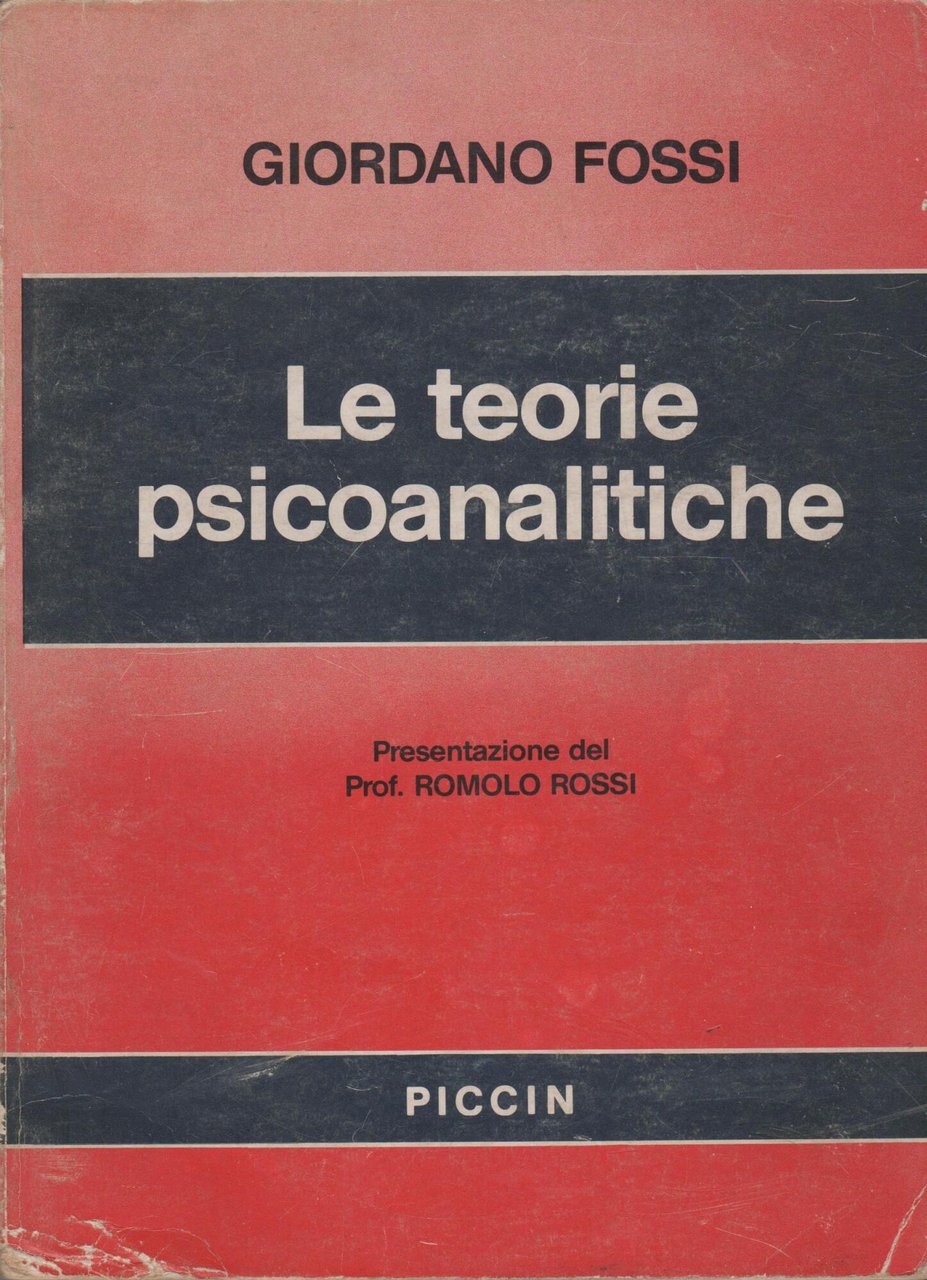 GIORDANO FOSSI
Le teorie
psicoanalitiche
Presentazione del
Prof. ROMOLO ROSSI
PICCIN